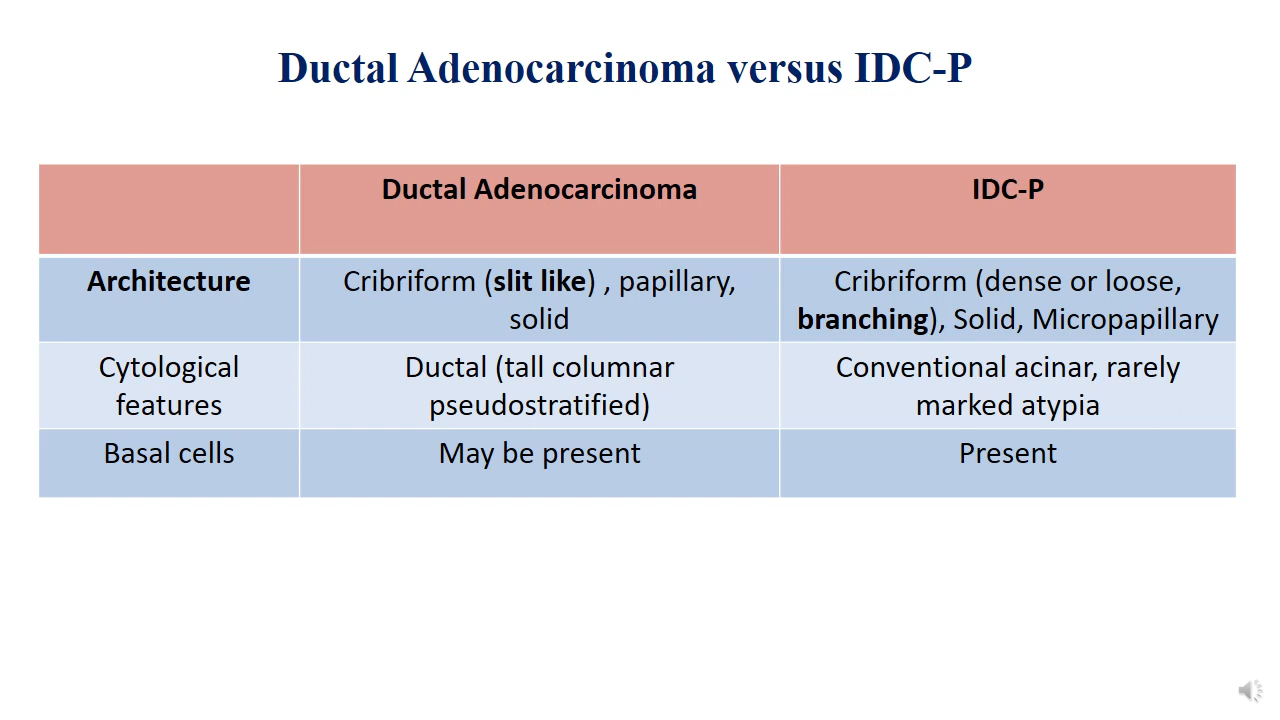 Ductal Adenocarcinoma versus IDC-P
Ductal Adenocarcinoma
IDC-P
Architecture
Cribriform (slit like) , papillary,
solid
Cribriform (dense or loose,
branching), Solid, Micropapillary
Cytological
features
Ductal (tall columnar
pseudostratified)
Conventional acinar, rarely
marked atypia
Basal cells
May be present
Present